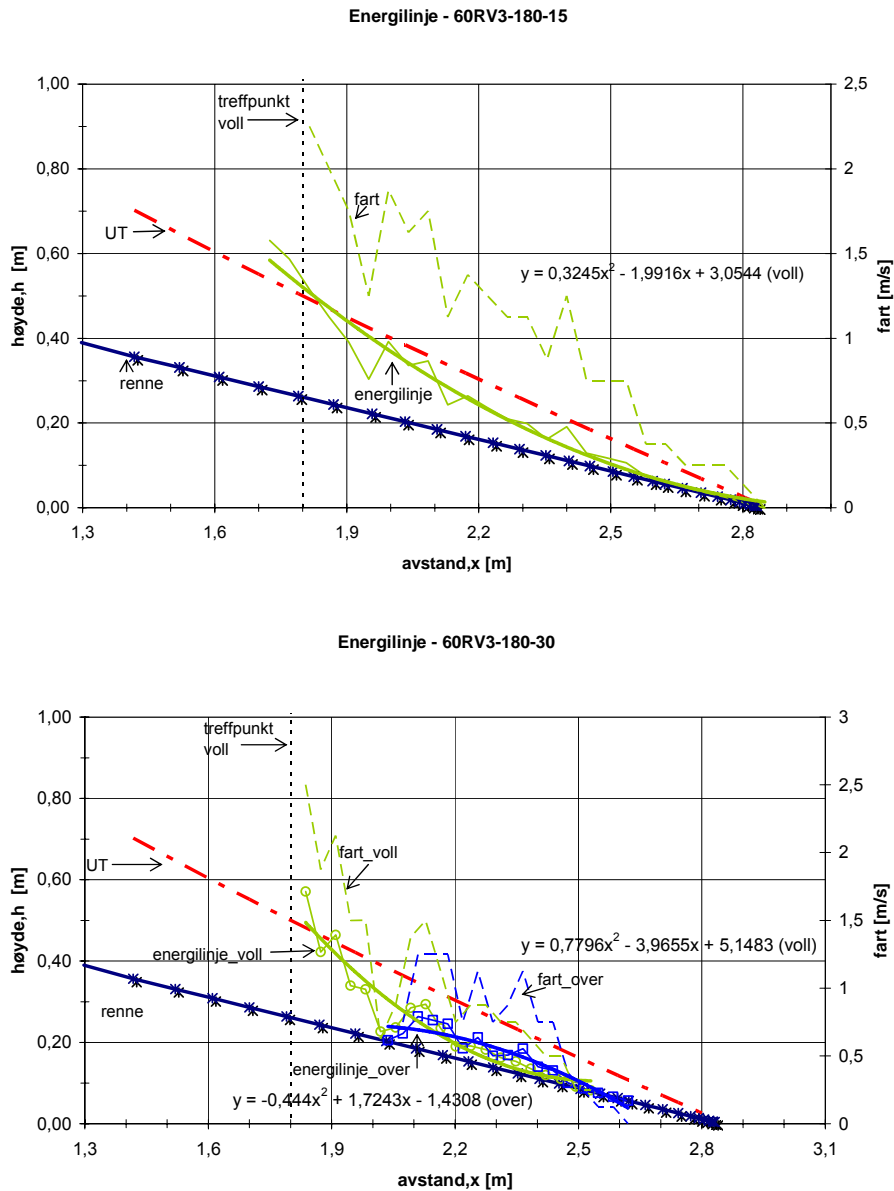 Energilinje - 60RV3-180-15
1,00
2,5
treffpunkt
voll
0,80
2
fart
UT
0,60
1,5
y = 0,3245x² - 1,9916x + 3,0544 (voll)
høyde,h [m]
fart [m/s]
0,40
1
renne
energilinje
0,20
0,5
0,00
0
1,3 1,6 1,9 2,2 2,5 2,8
avstand,x [m]
Energilinje - 60RV3-180-30
1,00
3
treffpunkt
voll
2,5
0,80
fart_voll
2
UT
0,60
høyde,h [m]
fart [m/s]
1,5
energilinje_voll
y = 0,7796x² - 3,9655x + 5,1483 (voll)
fart_over
0,40
1
renne
0,20
0,5
energilinje_over
y = -0,444x² + 1,7243x - 1,4308 (over)
0,00
0
1,3 1,6 1,9 2,2 2,5 2,8 3,1
avstand,x [m]